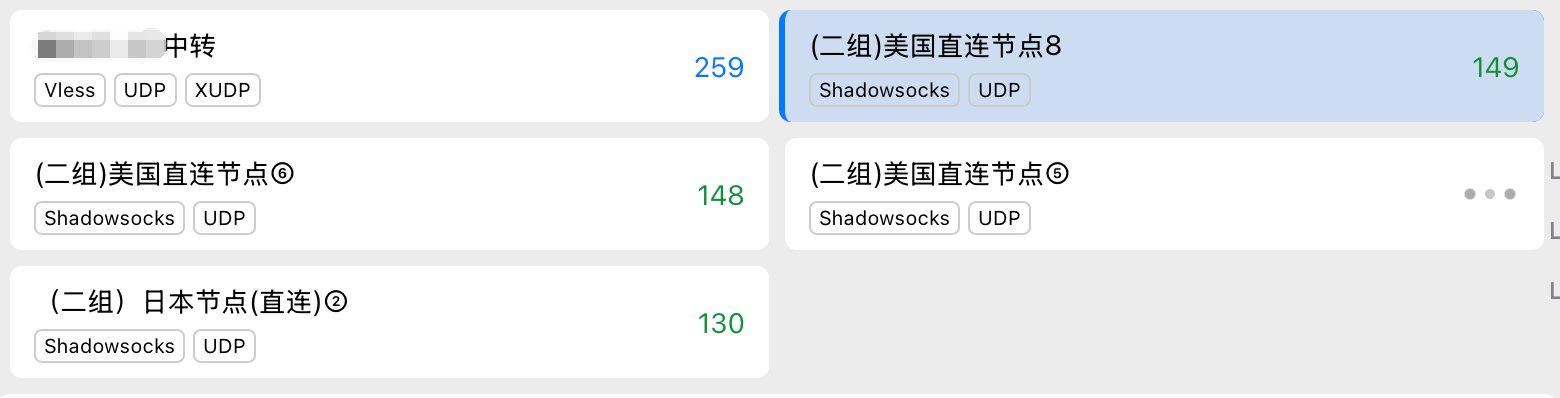 中转
Vless UDP XUDP
259
(二组)美国直连节点8
Shadowsocks UDP
149
(二组)美国直连节点⑥
Shadowsocks UDP
148
(二组)美国直连节点⑤
Shadowsocks UDP
（二组）日本节点(直连)②
Shadowsocks UDP
130